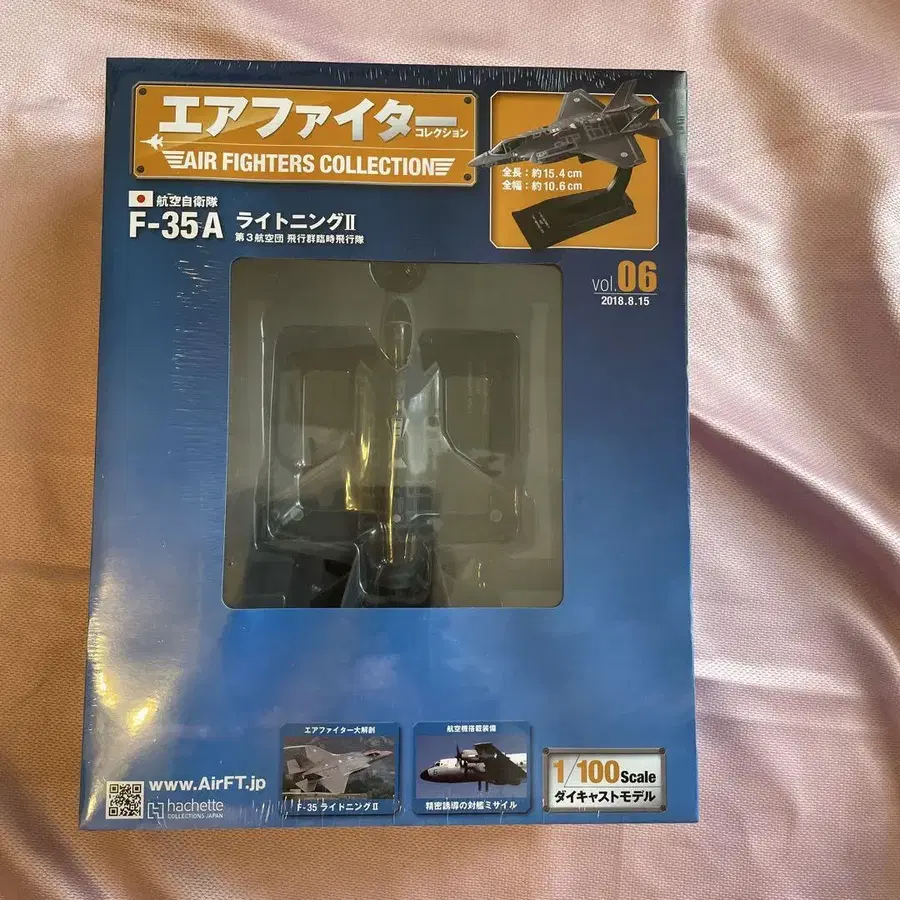 エアファイター
コレクション
AIR FIGHTERS COLLECTION
全長：約15.4cm
全幅：約10.6cm
航空自衛隊
F-35A ライトニングⅡ
第3航空団 飛行群臨時飛行隊
vol.06
2018.8.15
エアファイター大解剖
F-35 ライトニングⅡ
航空機搭載装備
精密誘導の対艦ミサイル
1/100 Scale
ダイキャストモデル
www.AirFT.jp
hachette
COLLECTIONS JAPAN